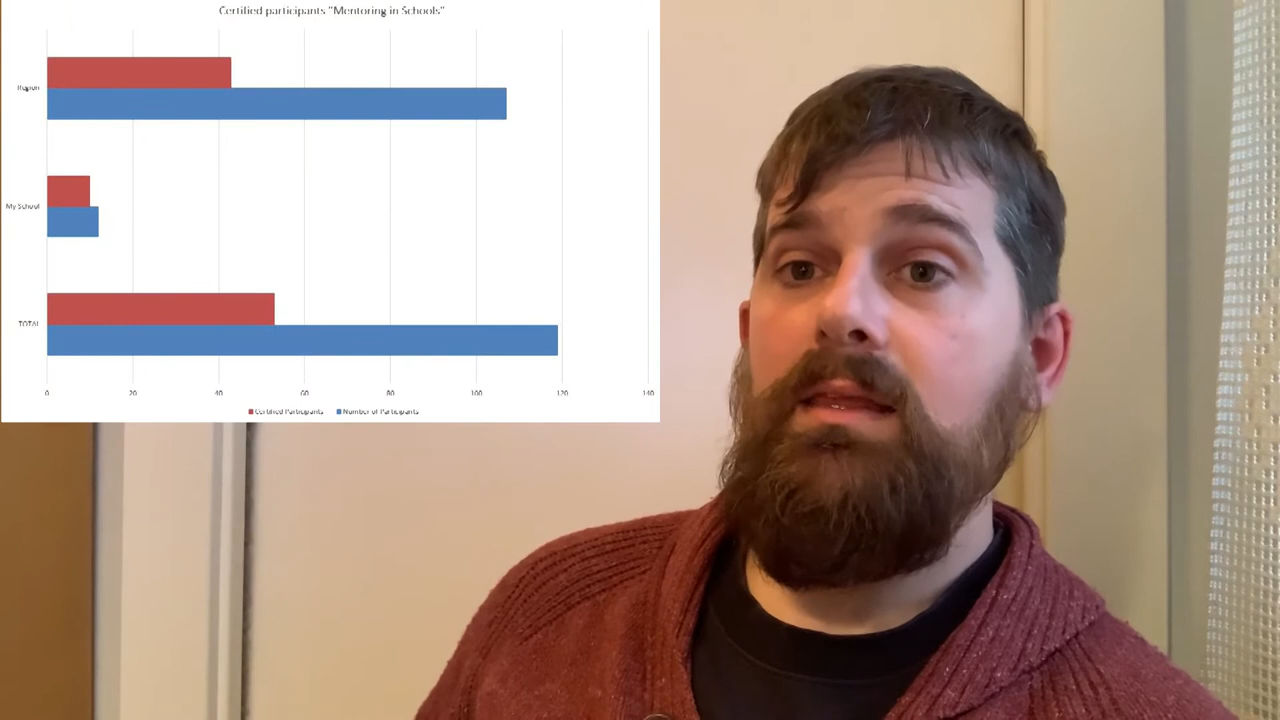 Certified participants "Mentoring in Schools"
Region
My School
TOTAL
0 20 40 60 80 100 120 140
Certified Participants Number of Participants